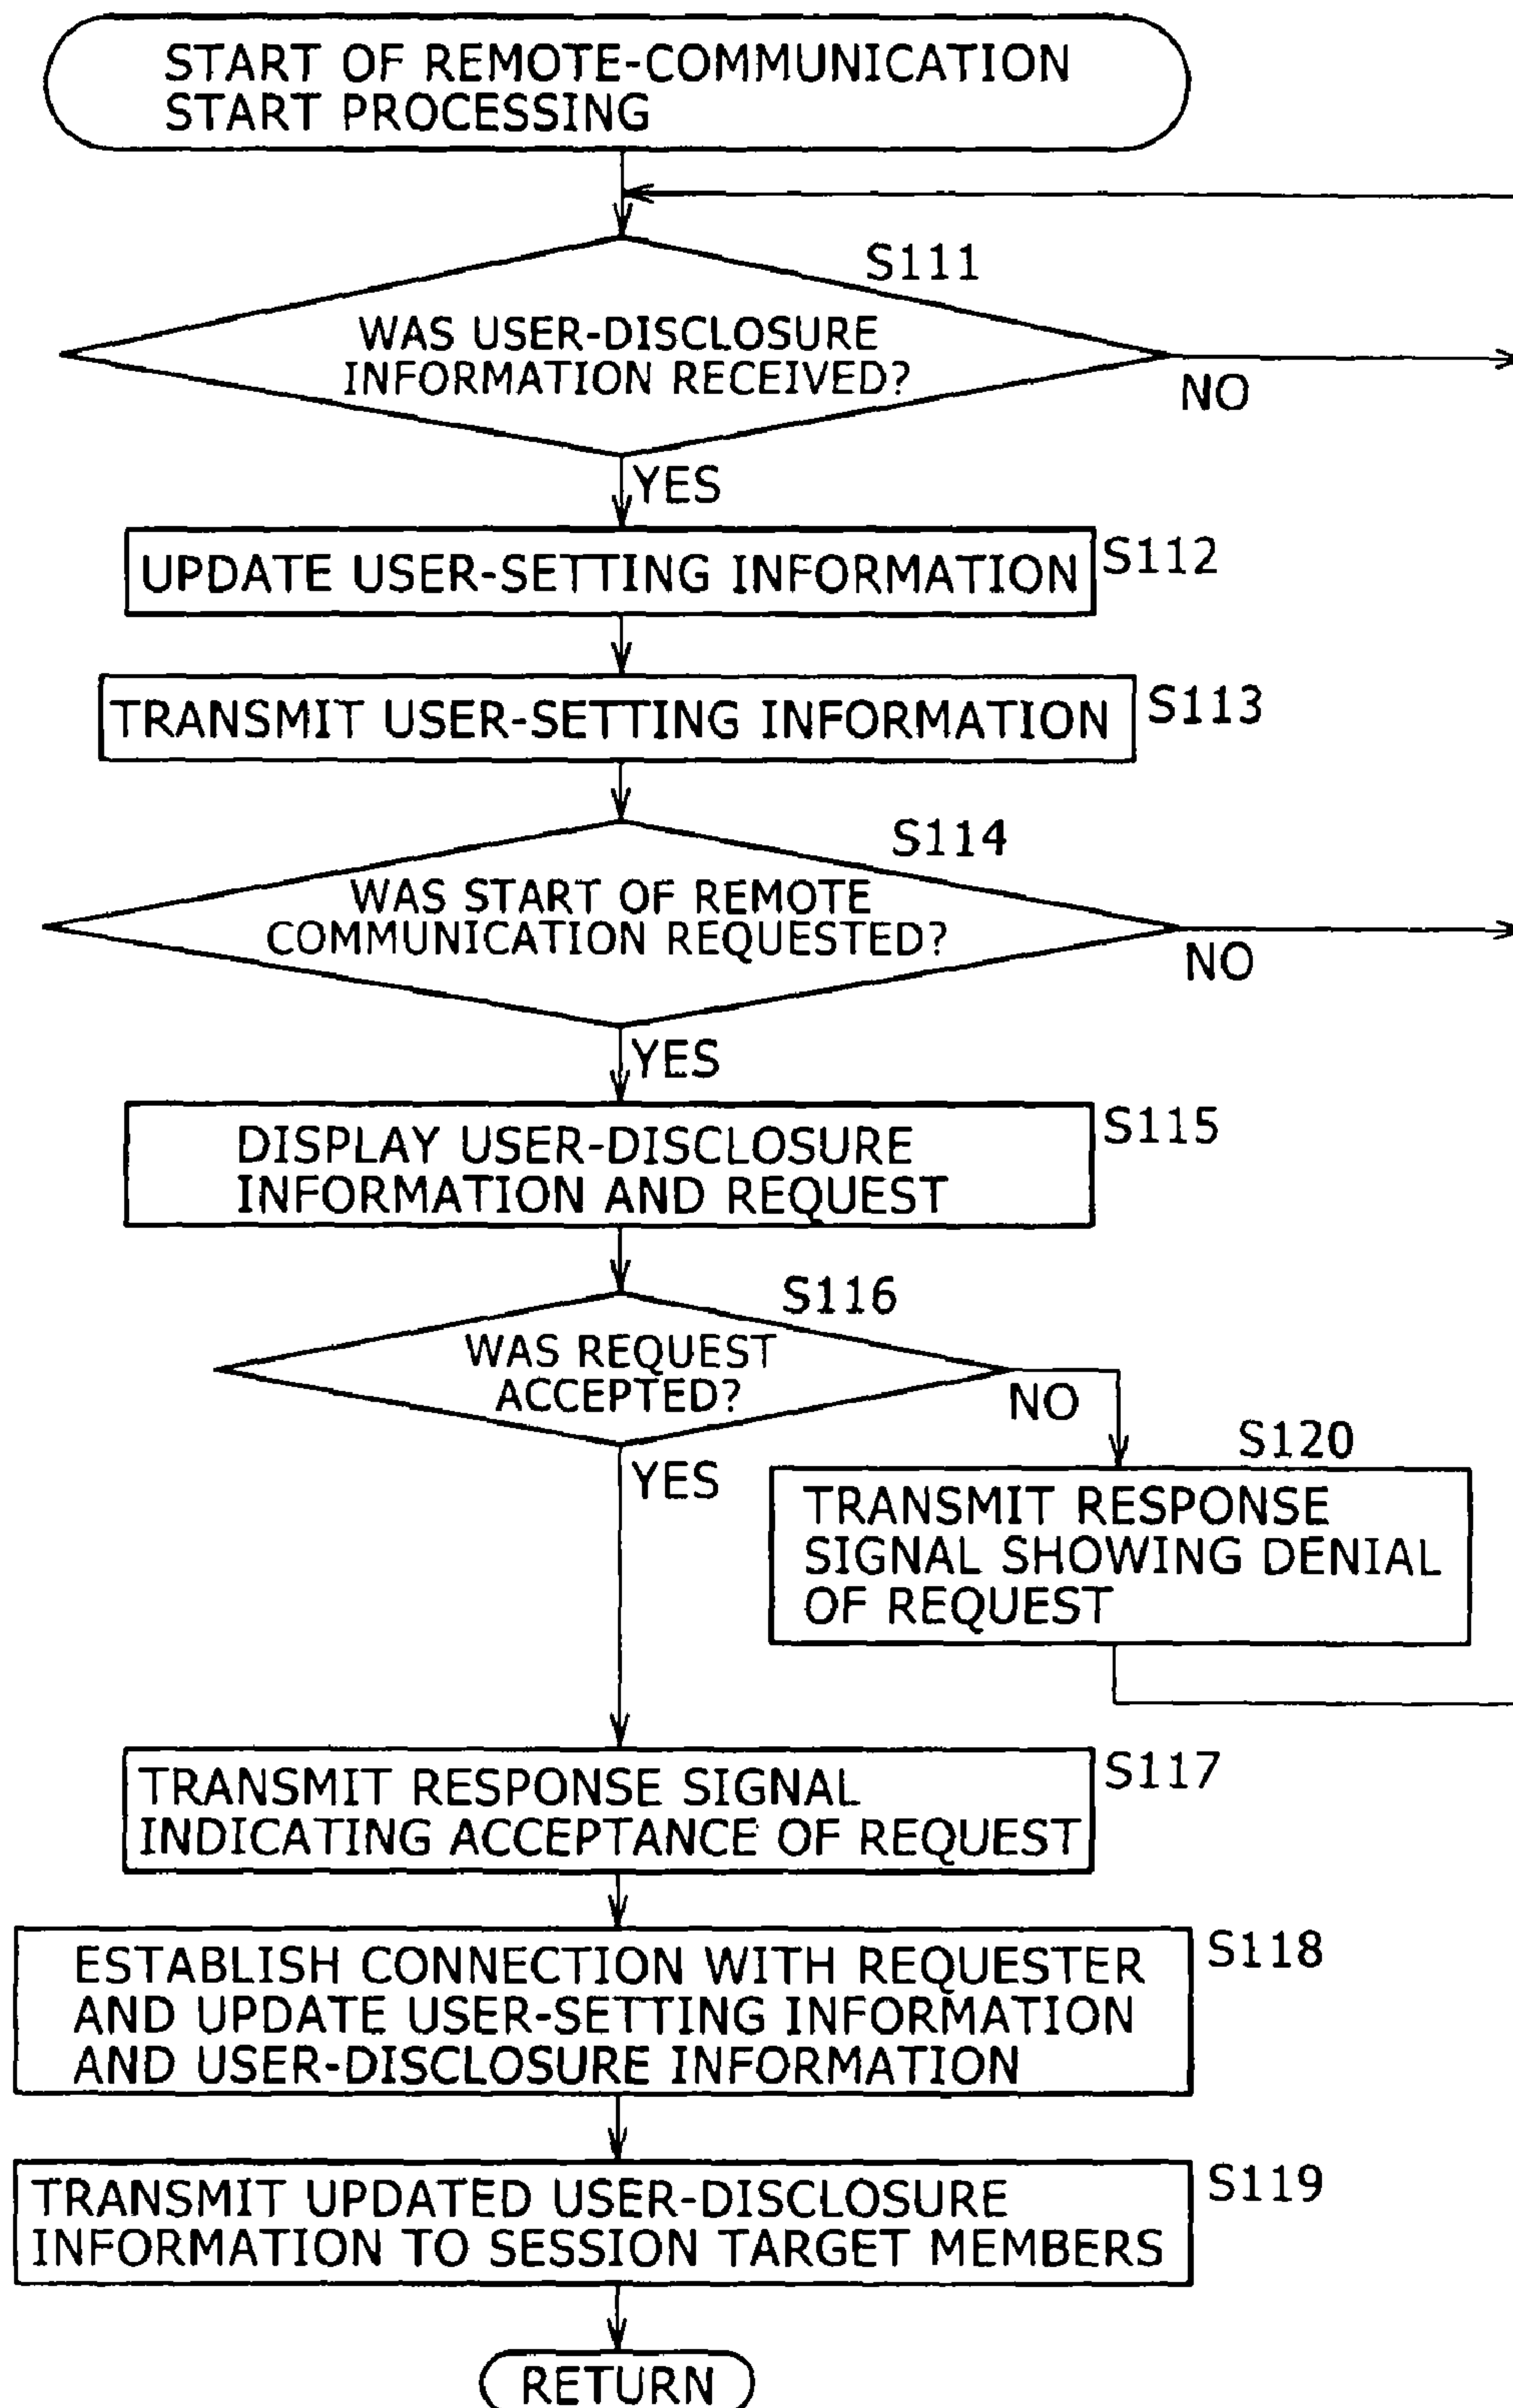 START OF REMOTE-COMMUNICATION
START PROCESSING
S111
WAS USER-DISCLOSURE
INFORMATION RECEIVED?
NO
YES
UPDATE USER-SETTING INFORMATION
S112
TRANSMIT USER-SETTING INFORMATION
S113
S114
WAS START OF REMOTE
COMMUNICATION REQUESTED?
NO
YES
DISPLAY USER-DISCLOSURE
INFORMATION AND REQUEST
S115
S116
WAS REQUEST
ACCEPTED?
NO
YES
S120
TRANSMIT RESPONSE
SIGNAL SHOWING DENIAL
OF REQUEST
TRANSMIT RESPONSE SIGNAL
INDICATING ACCEPTANCE OF REQUEST
S117
ESTABLISH CONNECTION WITH REQUESTER
AND UPDATE USER-SETTING INFORMATION
AND USER-DISCLOSURE INFORMATION
S118
TRANSMIT UPDATED USER-DISCLOSURE
INFORMATION TO SESSION TARGET MEMBERS
S119
RETURN